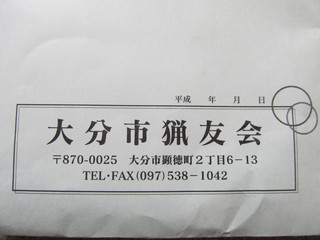 平成　年　月　日
大分市猟友会
〒870-0025　大分市顕徳町2丁目6-13
TEL・FAX(097)538-1042